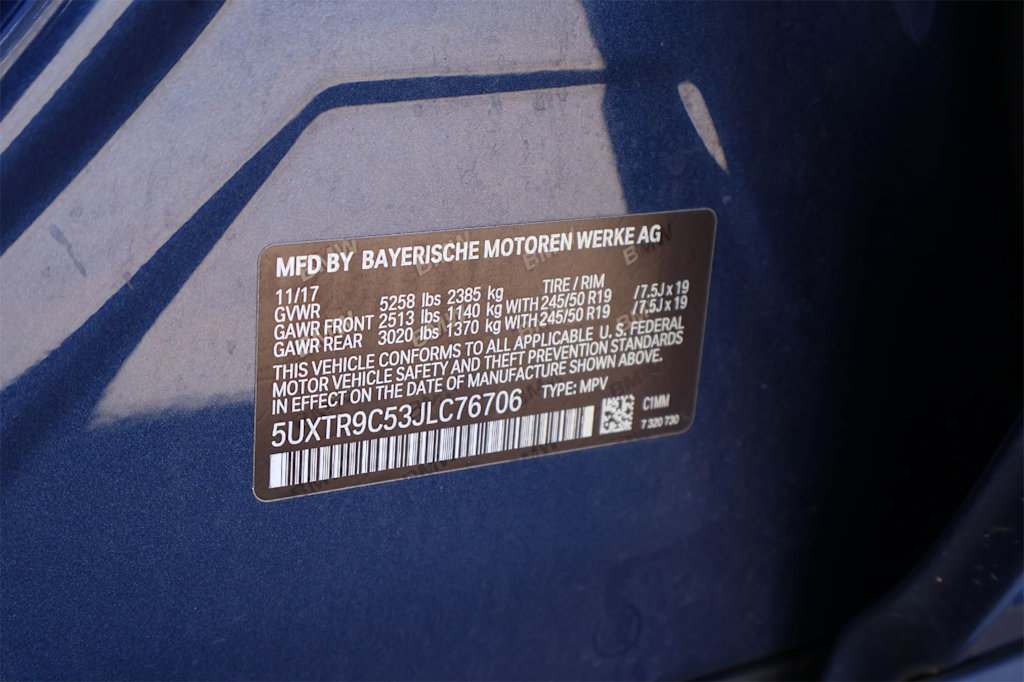 MFD BY BAYERISCHE MOTOREN WERKE AG
11/17 TIRE / RIM
GVWR 5258 lbs 2385 kg
GAWR FRONT 2513 lbs 1140 kg WITH 245/50 R19 /7.5J x 19
GAWR REAR 3020 lbs 1370 kg WITH 245/50 R19 /7.5J x 19
THIS VEHICLE CONFORMS TO ALL APPLICABLE U.S. FEDERAL
MOTOR VEHICLE SAFETY AND THEFT PREVENTION STANDARDS
IN EFFECT ON THE DATE OF MANUFACTURE SHOWN ABOVE.
5UXTR9C53JLC76706 TYPE: MPV
C1MM
7 320 730